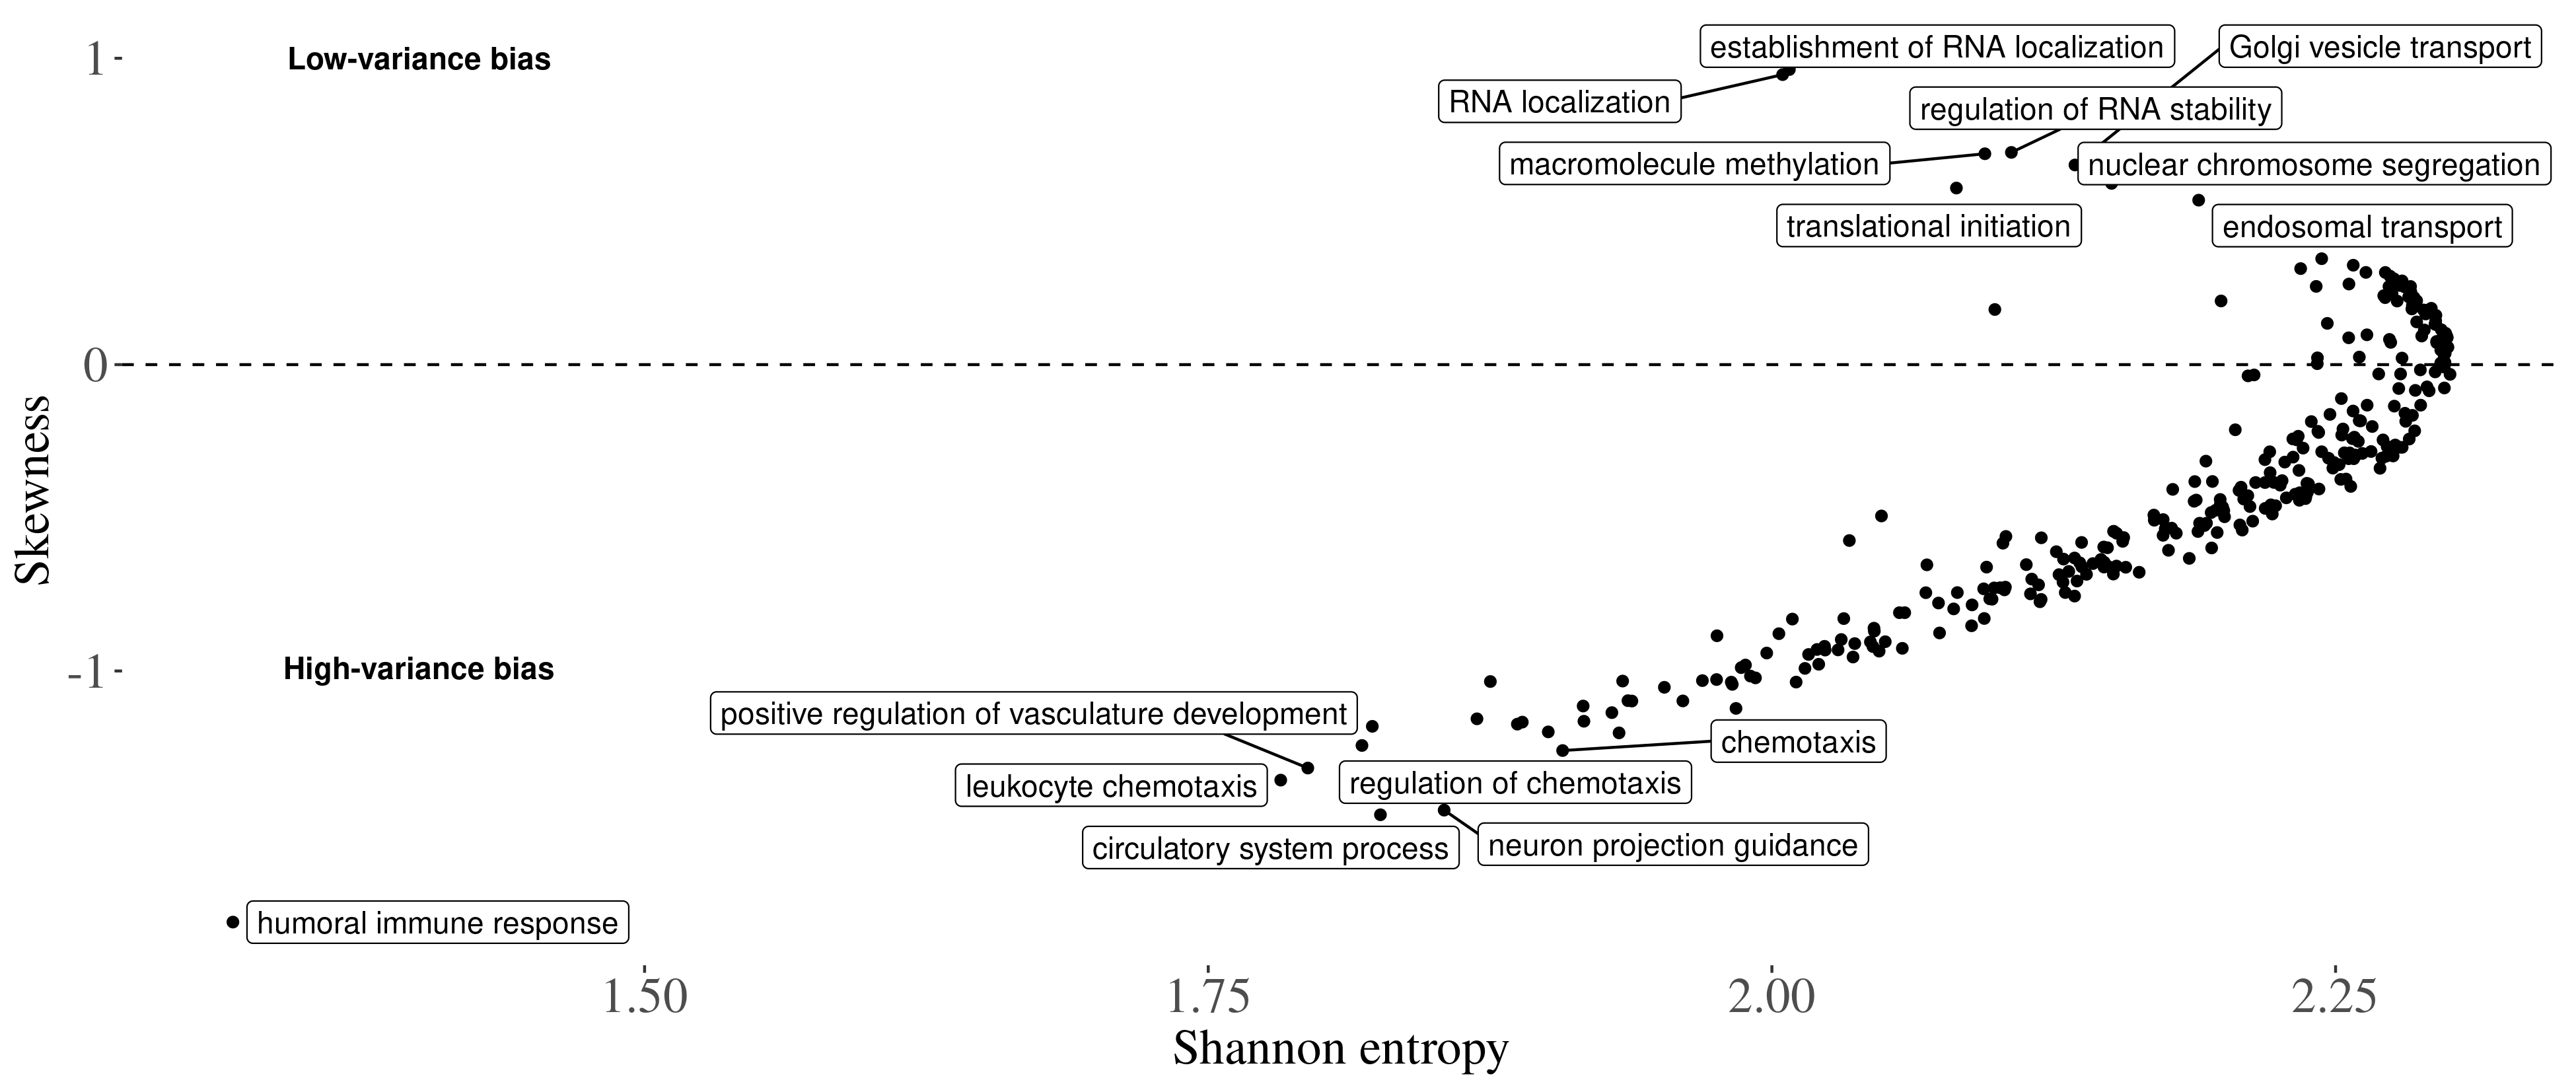 establishment of RNA localization
Golgi vesicle transport
1
Low-variance bias
RNA localization
regulation of RNA stability
macromolecule methylation
nuclear chromosome segregation
translational initiation
endosomal transport
0
Skewness
-1
High-variance bias
positive regulation of vasculature development
chemotaxis
leukocyte chemotaxis
regulation of chemotaxis
circulatory system process
neuron projection guidance
humoral immune response
1.50
1.75
2.00
2.25
Shannon entropy